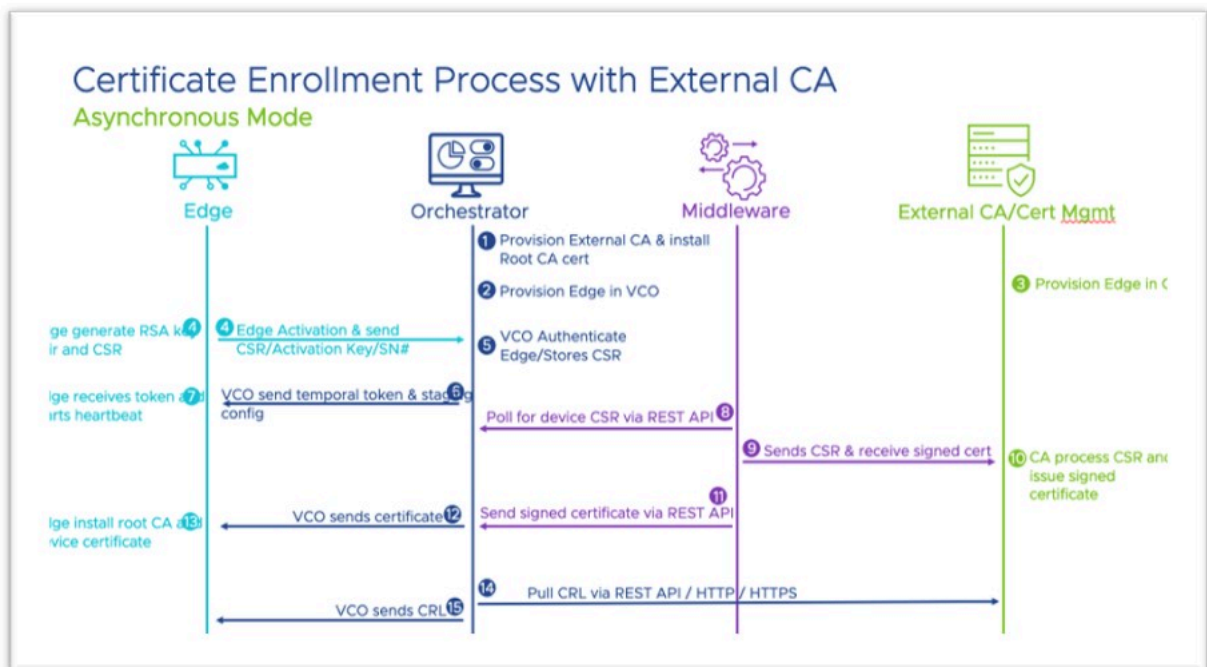 Certificate Enrollment Process with External CA
Asynchronous Mode
Edge
Orchestrator
Middleware
External CA/Cert Mgmt
1 Provision External CA & install
Root CA cert
2 Provision Edge in VCO
3 Provision Edge in
ge generate RSA
ir and CSR
4
4 Edge Activation & send
CSR/Activation Key/SN#
5 VCO Authenticate
Edge/Stores CSR
6
VCO send temporal token &
config
7
ge receives token
rts heartbeat
Poll for device CSR via REST API 8
9 Sends CSR & receive signed cert
10 CA process CSR and
issue signed
certificate
11
Send signed certificate via REST API
VCO sends certificate 12
13
ge install root CA
vice certificate
14
Pull CRL via REST API / HTTP / HTTPS
VCO sends CRL 15